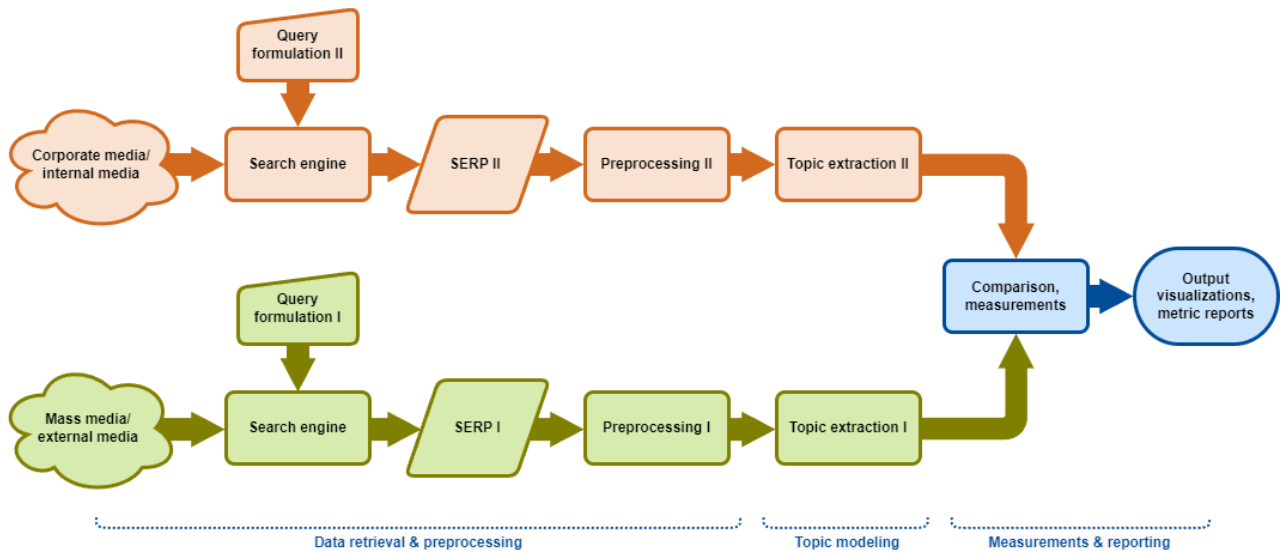 Query
formulation II
Corporate media/
internal media
Search engine
SERP II
Preprocessing II
Topic extraction II
Comparison,
measurements
Output
visualizations,
metric reports
Query
formulation I
Mass media/
external media
Search engine
SERP I
Preprocessing I
Topic extraction I
Data retrieval & preprocessing
Topic modeling
Measurements & reporting